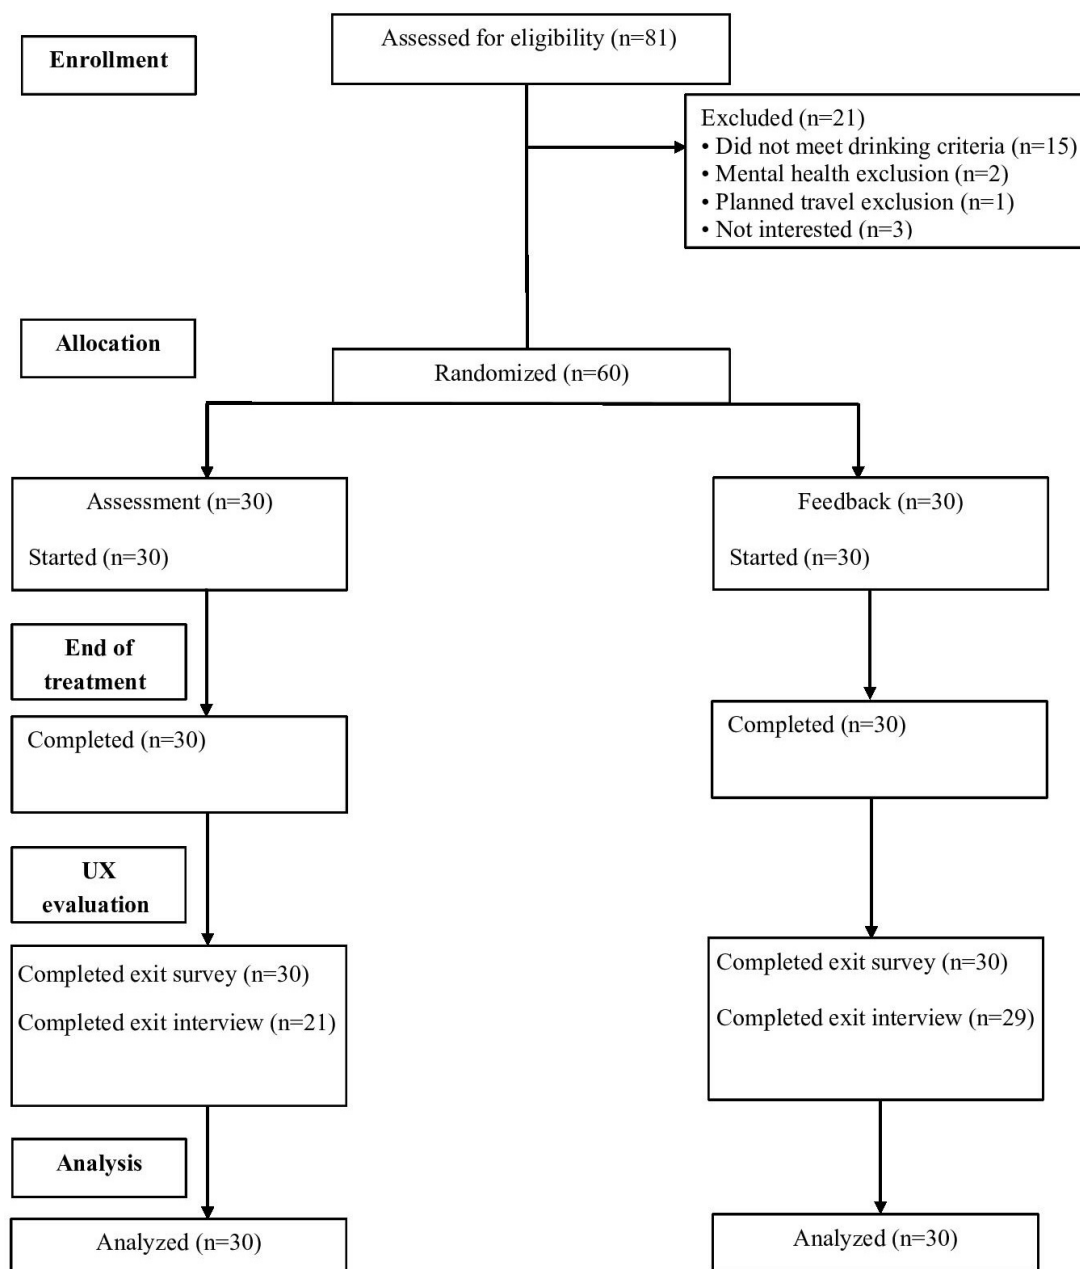 Assessed for eligibility (n=81)
Enrollment
Excluded (n=21)
• Did not meet drinking criteria (n=15)
• Mental health exclusion (n=2)
• Planned travel exclusion (n=1)
• Not interested (n=3)
Allocation
Randomized (n=60)
Assessment (n=30)
Started (n=30)
Feedback (n=30)
Started (n=30)
End of
treatment
Completed (n=30)
Completed (n=30)
UX
evaluation
Completed exit survey (n=30)
Completed exit interview (n=21)
Completed exit survey (n=30)
Completed exit interview (n=29)
Analysis
Analyzed (n=30)
Analyzed (n=30)